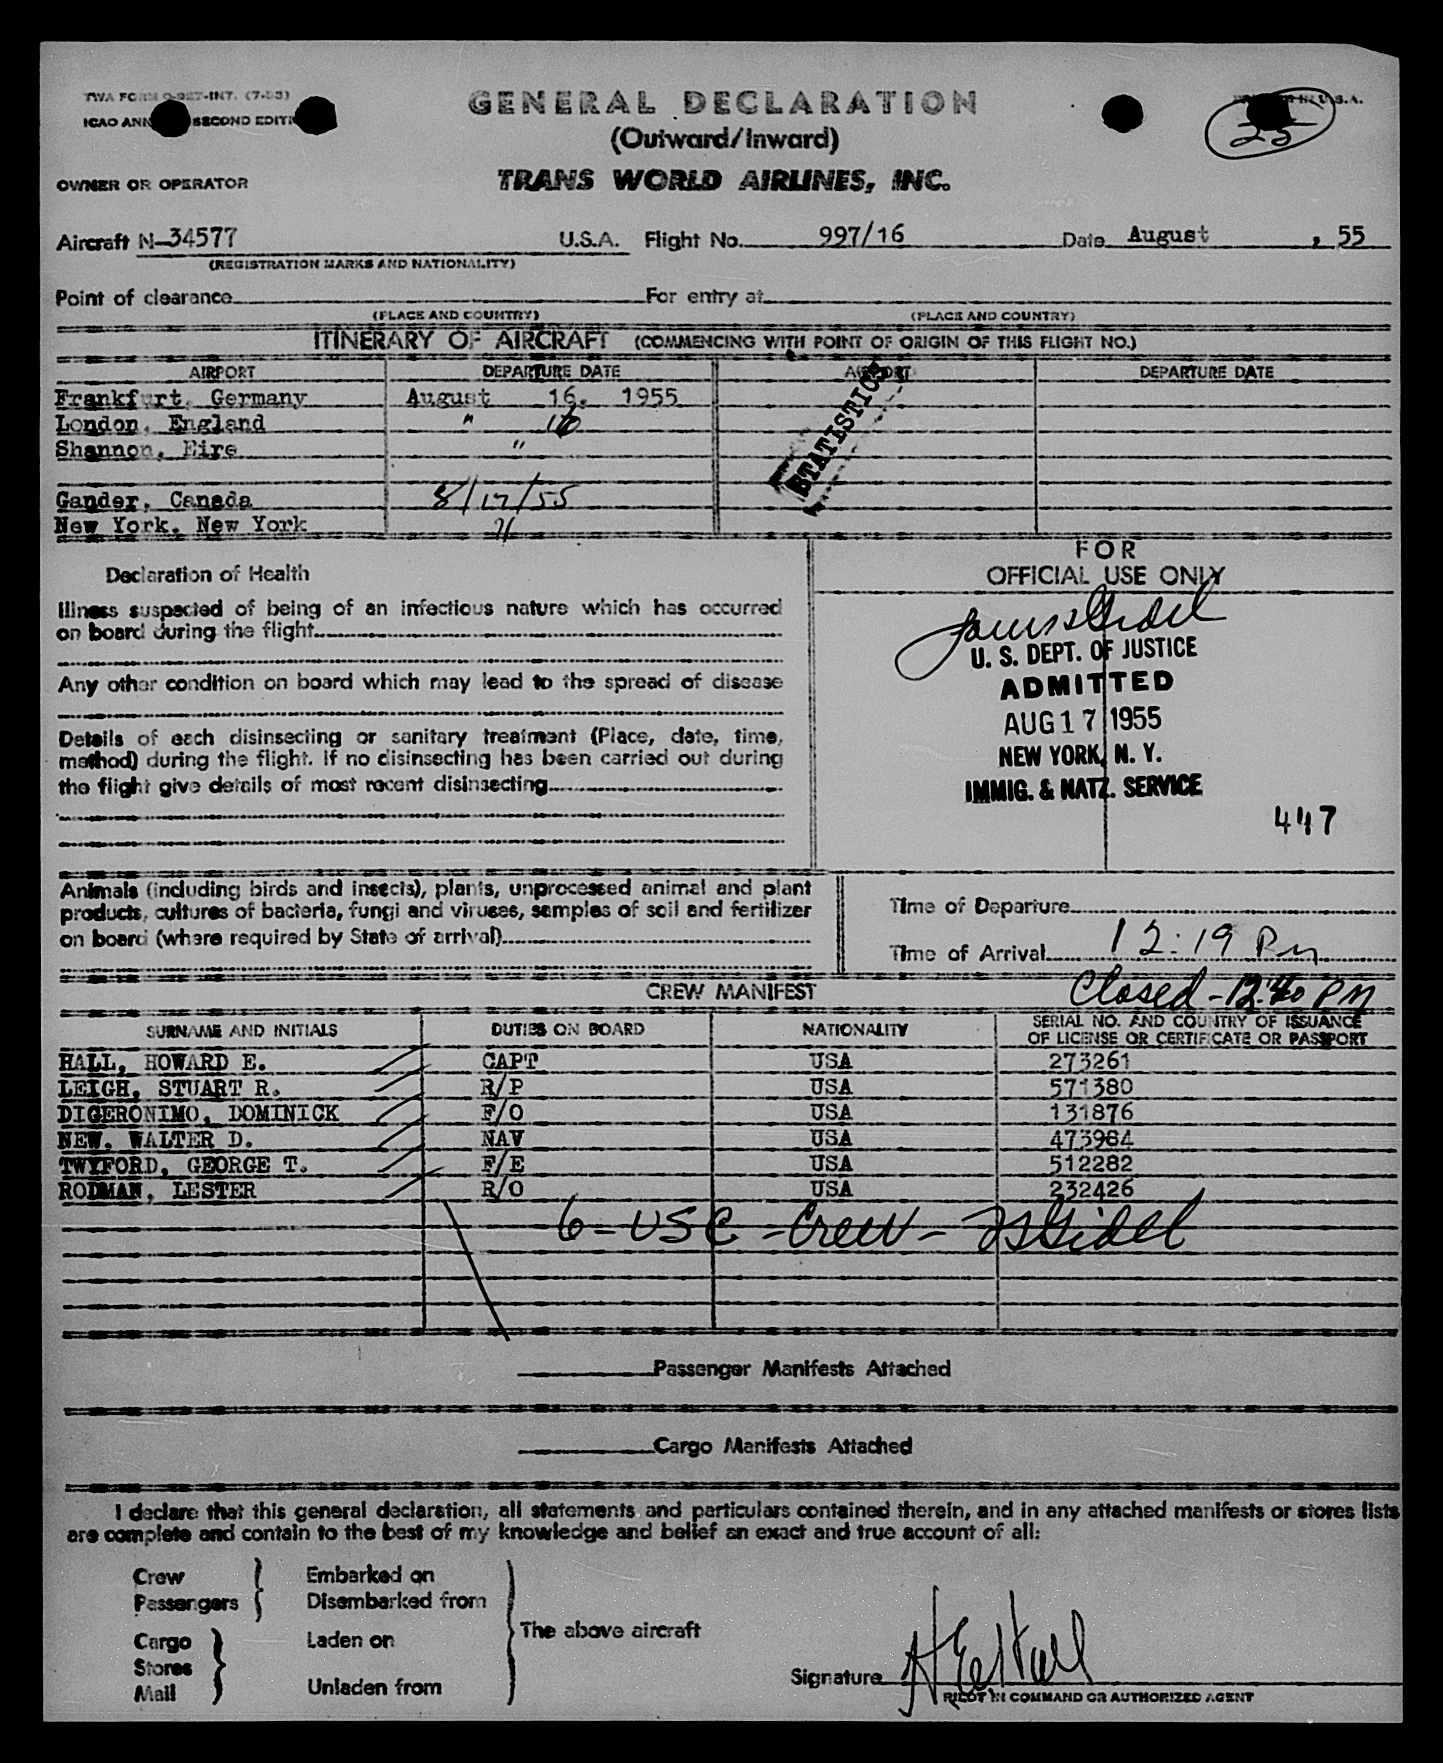 TWA FORM O-927-INT. (7-53)
ICAO ANN SECOND EDITI
U.S.A.
25
GENERAL DECLARATION
(Outward/Inward)
OWNER OR OPERATOR TRANS WORLD AIRLINES, INC.
Aircraft N-34577 U.S.A. Flight No. 997/16 Date August , 55
(REGISTRATION MARKS AND NATIONALITY)
Point of clearance For entry at
(PLACE AND COUNTRY) (PLACE AND COUNTRY)
ITINERARY OF AIRCRAFT (COMMENCING WITH POINT OF ORIGIN OF THIS FLIGHT NO.)
AIRPORT DEPARTURE DATE AIRPORT DEPARTURE DATE
Frankfurt, Germany August 16, 1955
London, England " 16
Shannon, Eire "
Gander, Canada 8/17/55
New York, New York "
STATISTICS
Declaration of Health
Illness suspected of being of an infectious nature which has occurred
on board during the flight
Any other condition on board which may lead to the spread of disease
Details of each disinsecting or sanitary treatment (Place, date, time,
method) during the flight. If no disinsecting has been carried out during
the flight give details of most recent disinsecting
FOR
OFFICIAL USE ONLY
U. S. DEPT. OF JUSTICE
ADMITTED
AUG 17 1955
NEW YORK, N. Y.
IMMIG. & NATZ. SERVICE
447
Animals (including birds and insects), plants, unprocessed animal and plant
products, cultures of bacteria, fungi and viruses, samples of soil and fertilizer
on board (where required by State of arrival)
Time of Departure
Time of Arrival 12:19 Pm
Closed - 12:40 PM
CREW MANIFEST
SURNAME AND INITIALS DUTIES ON BOARD NATIONALITY SERIAL NO. AND COUNTRY OF ISSUANCE
OF LICENSE OR CERTIFICATE OR PASSPORT
HALL, HOWARD E. CAPT USA 273261
LEIGH, STUART R. R/P USA 571380
DIGERONIMO, DOMINICK F/O USA 131876
NEW, WALTER D. NAV USA 473984
TWYFORD, GEORGE T. F/E USA 512282
RODMAN, LESTER R/O USA 232426
6 - USC - Crew -
Passenger Manifests Attached
Cargo Manifests Attached
I declare that this general declaration, all statements and particulars contained therein, and in any attached manifests or stores lists
are complete and contain to the best of my knowledge and belief an exact and true account of all:
Crew Embarked on
Passengers Disembarked from
The above aircraft
Cargo Laden on
Stores
Mail Unladen from
Signature H E Hall
PILOT IN COMMAND OR AUTHORIZED AGENT